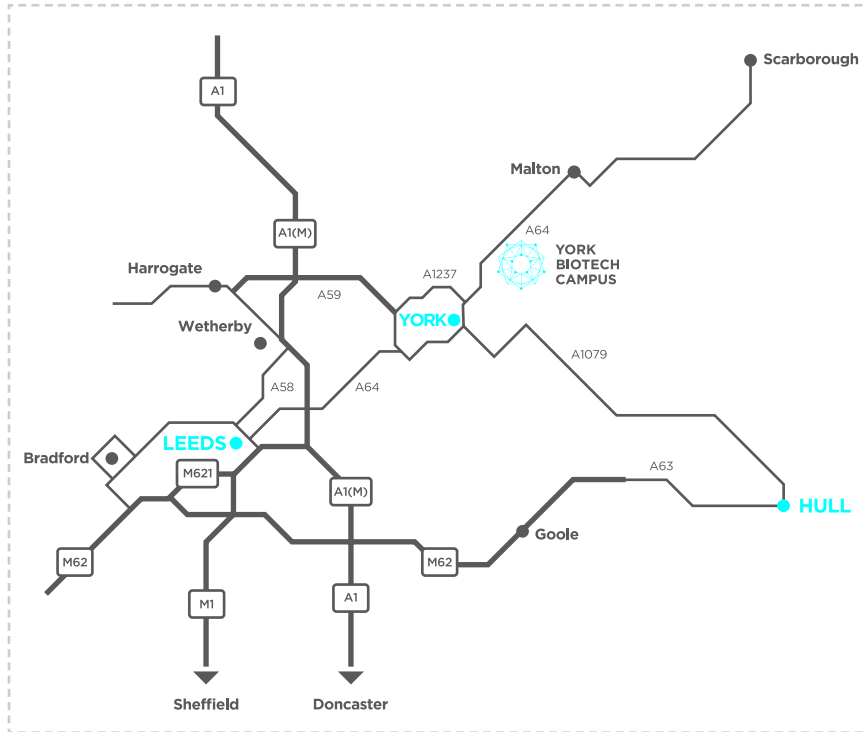 Scarborough
A1
Malton
A64
A1(M)
YORK
BIOTECH
CAMPUS
Harrogate
A1237
A59
YORK
Wetherby
A1079
A58
A64
LEEDS
Bradford
M621
A63
A1(M)
HULL
Goole
M62
M62
M1
A1
Sheffield
Doncaster